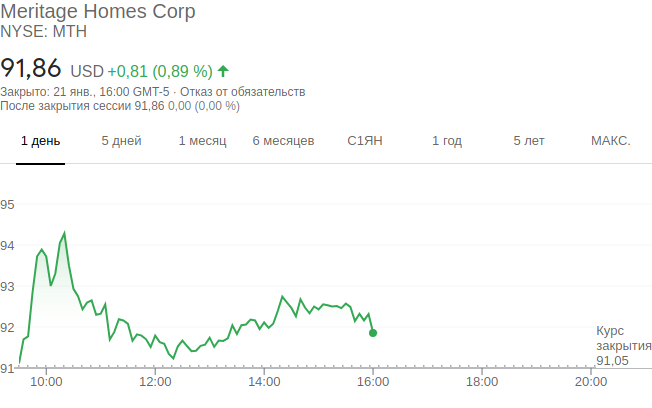 Meritage Homes Corp
NYSE: MTH
91,86 USD +0,81 (0,89 %)
Закрыто: 21 янв., 16:00 GMT-5 · Отказ от обязательств
После закрытия сессии 91,86 0,00 (0,00 %)
1 день 5 дней 1 месяц 6 месяцев С1ЯН 1 год 5 лет МАКС.
95
94
93
92
91
Курс
закрытия
91,05
10:00 12:00 14:00 16:00 18:00 20:00